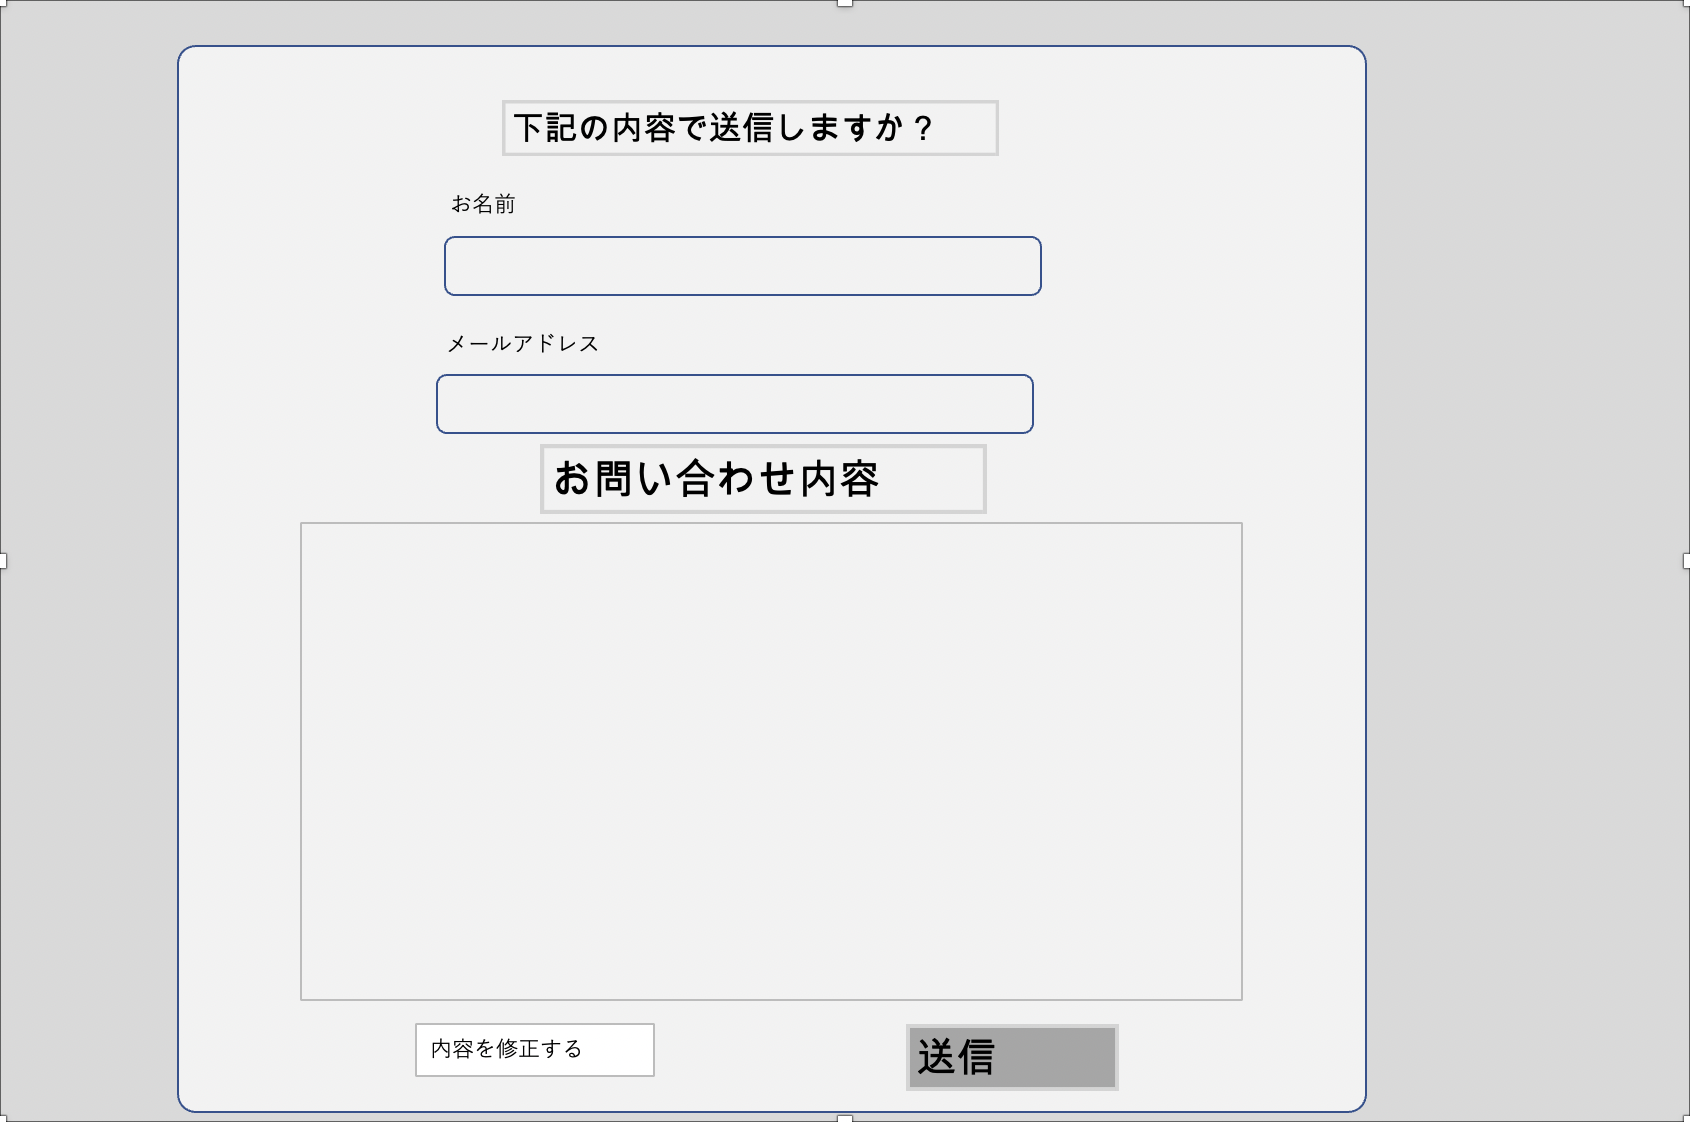 下記の内容で送信しますか？
お名前
メールアドレス
お問い合わせ内容
内容を修正する
送信